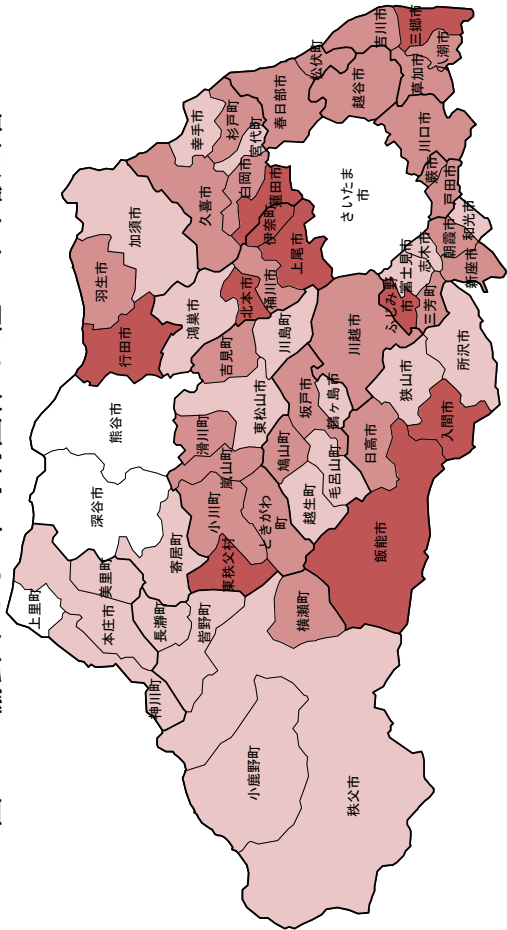 三郷市
吉川市
八潮市
松伏町
草加市
越谷市
春日部市
川口市
杉戸町
幸手市
宮代町
蕨市
戸田市
白岡市
さいたま
市
蓮田市
久喜市
和光市
伊奈町
朝霞市
加須市
志木市
上尾市
富士見市
新座市
羽生市
桶川市
北本市
ふじみ野
市
三芳町
鴻巣市
川島町
川越市
行田市
吉見町
所沢市
狭山市
東松山市
坂戸市
鶴ヶ島市
熊谷市
入間市
滑川町
鳩山町
日高市
嵐山町
毛呂山町
深谷市
小川町
ときがわ
町
越生町
飯能市
寄居町
東秩父村
美里町
上里町
本庄市
長瀞町
皆野町
横瀬町
神川町
小鹿野町
秩父市